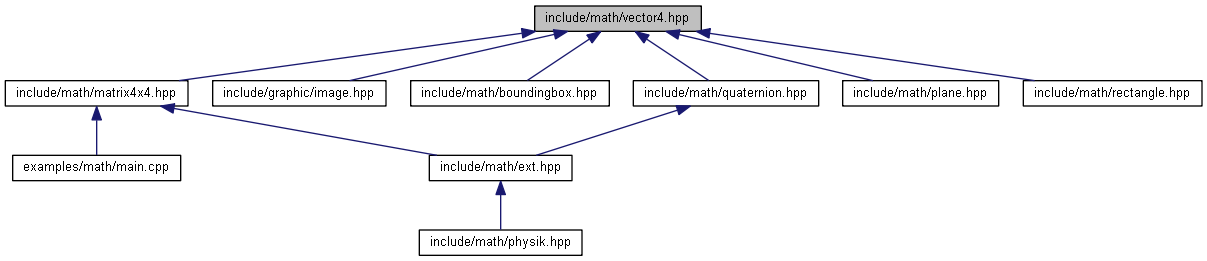 include/math/vector4.hpp
include/math/matrix4x4.hpp
include/graphic/image.hpp
include/math/boundingbox.hpp
include/math/quaternion.hpp
include/math/plane.hpp
include/math/rectangle.hpp
examples/math/main.cpp
include/math/ext.hpp
include/math/physik.hpp